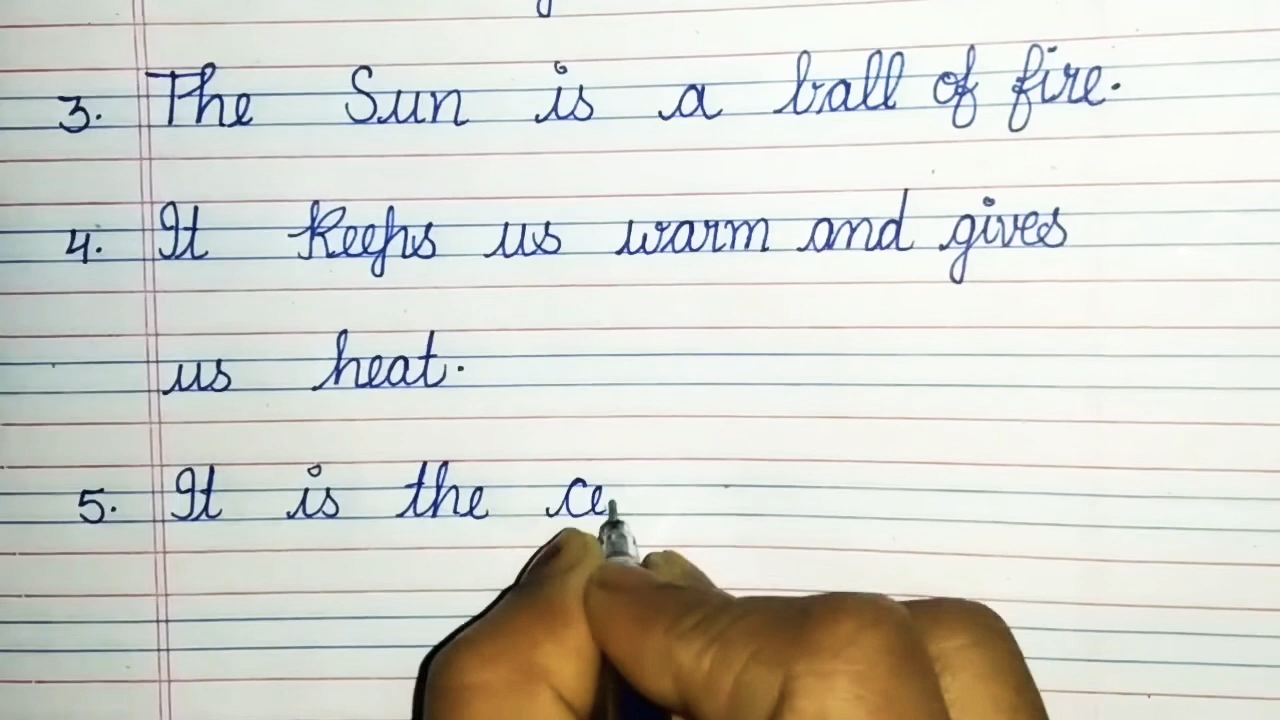 3. The Sun is a ball of fire.
4. It keeps us warm and gives
us heat.
5. It is the ce